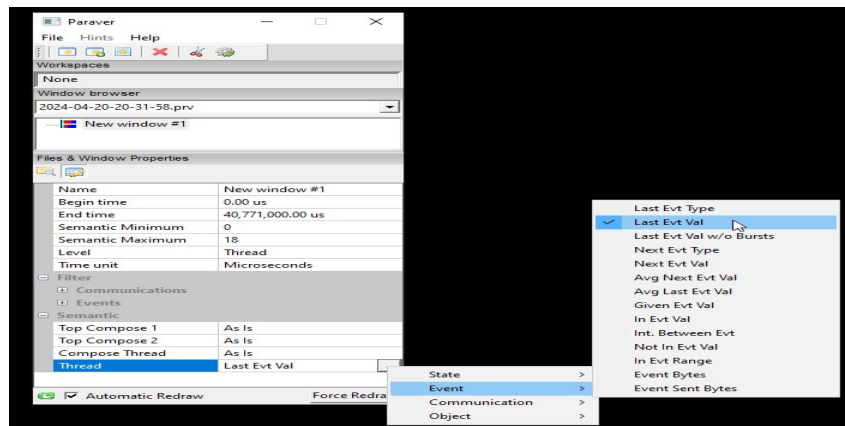 Paraver
File Hints Help
Workspaces
None
Window browser
2024-04-20-20-31-58.prv
New window #1
Files & Window Properties
Name New window #1
Begin time 0.00 us
End time 40,771,000.00 us
Semantic Minimum 0
Semantic Maximum 18
Level Thread
Time unit Microseconds
Filter
Communications
Events
Semantic
Top Compose 1 As Is
Top Compose 2 As Is
Compose Thread As Is
Thread Last Evt Val
Automatic Redraw Force Redra
State >
Event >
Communication >
Object >
Last Evt Type
Last Evt Val
Last Evt Val w/o Bursts
Next Evt Type
Next Evt Val
Avg Next Evt Val
Avg Last Evt Val
Given Evt Val
In Evt Val
Int. Between Evt
Not In Evt Val
In Evt Range
Event Bytes
Event Sent Bytes